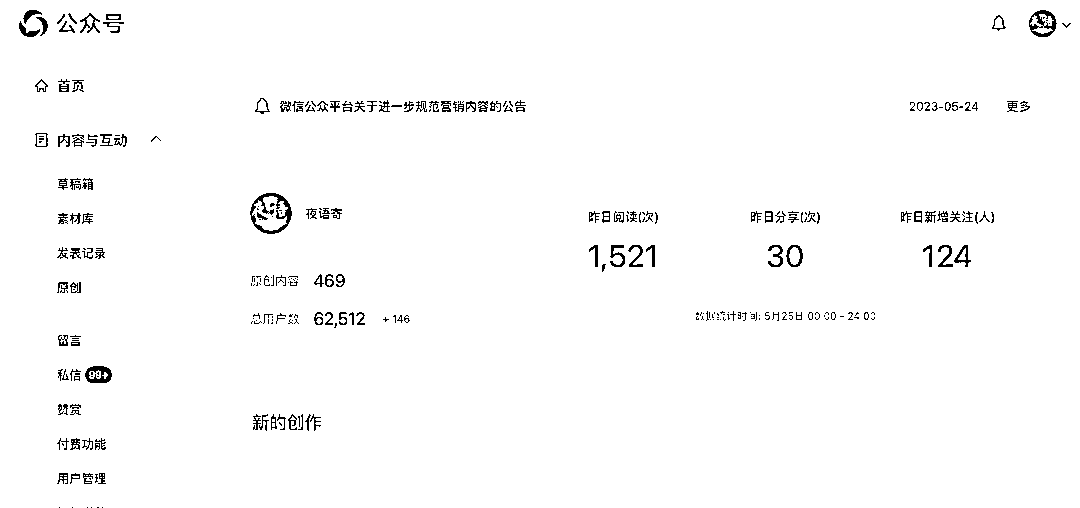 公众号
首页
微信公众平台关于进一步规范营销内容的公告
2023-05-24
更多
内容与互动
草稿箱
素材库
发表记录
原创
留言
私信 99+
赞赏
付费功能
用户管理
夜语寄
原创内容 469
总用户数 62,512 + 146
昨日阅读(次)
1,521
昨日分享(次)
30
昨日新增关注(人)
124
数据统计时间: 5月25日 00:00 - 24:00
新的创作